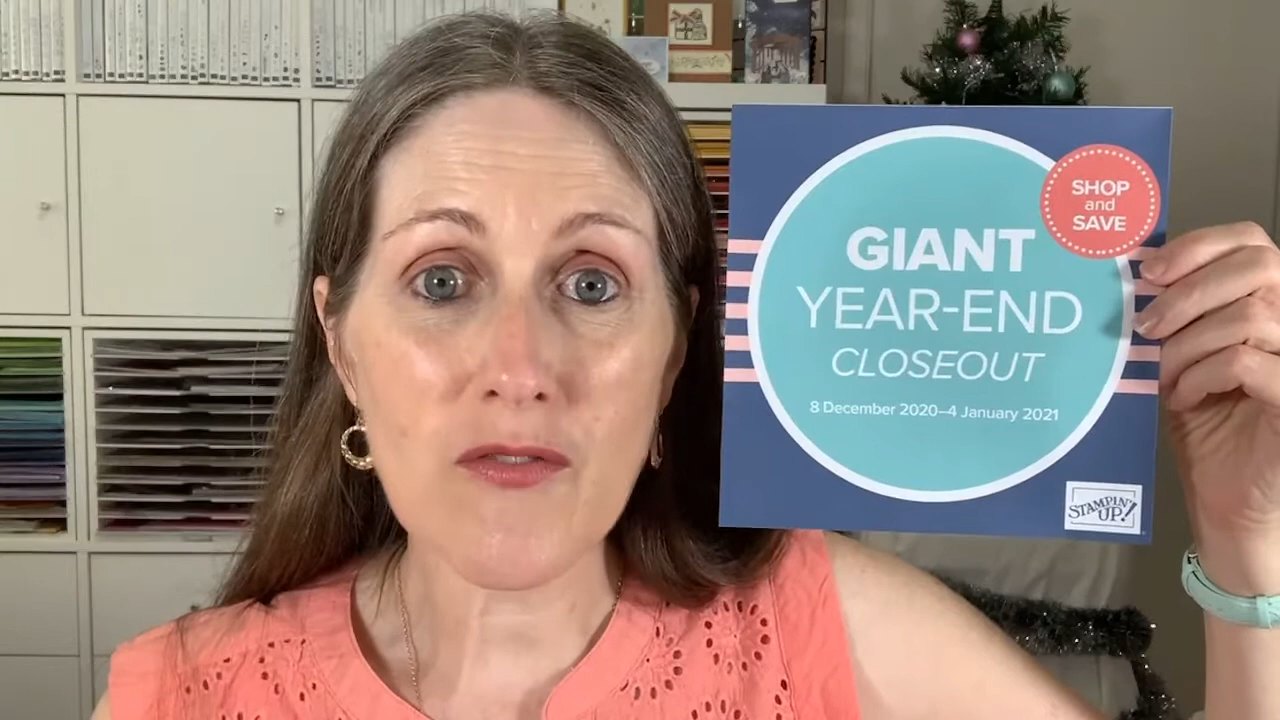 SHOP
and
SAVE
GIANT
YEAR-END
CLOSEOUT
8 December 2020–4 January 2021
STAMPIN'
UP!